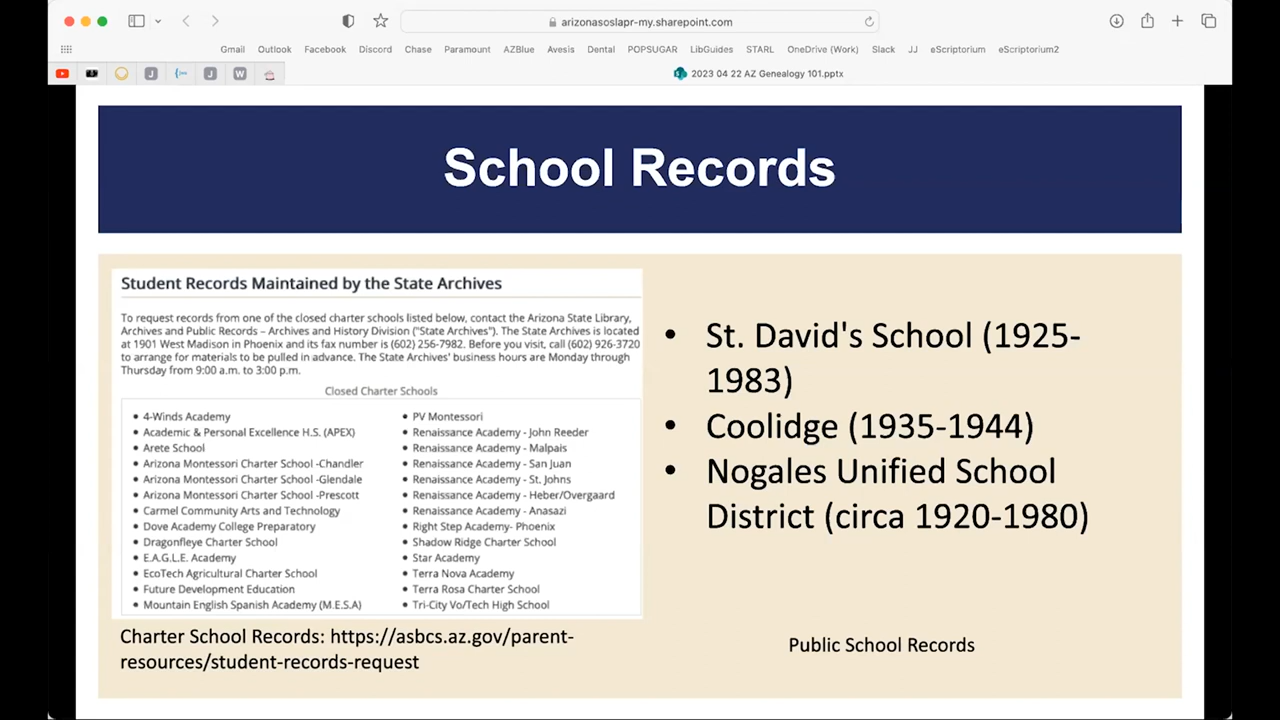 arizonasoslapr-my.sharepoint.com
Gmail Outlook Facebook Discord Chase Paramount AZBlue Avesis Dental POPSUGAR LibGuides STARL OneDrive (Work) Slack JJ eScriptorium eScriptorium2
J J W 2023 04 22 AZ Genealogy 101.pptx
School Records
Student Records Maintained by the State Archives
To request records from one of the closed charter schools listed below, contact the Arizona State Library,
Archives and Public Records – Archives and History Division ("State Archives"). The State Archives is located
at 1901 West Madison in Phoenix and its fax number is (602) 256-7982. Before you visit, call (602) 926-3720
to arrange for materials to be pulled in advance. The State Archives' business hours are Monday through
Thursday from 9:00 a.m. to 3:00 p.m.
Closed Charter Schools
• 4-Winds Academy
• Academic & Personal Excellence H.S. (APEX)
• Arete School
• Arizona Montessori Charter School -Chandler
• Arizona Montessori Charter School -Glendale
• Arizona Montessori Charter School -Prescott
• Carmel Community Arts and Technology
• Dove Academy College Preparatory
• Dragonfleye Charter School
• E.A.G.L.E. Academy
• EcoTech Agricultural Charter School
• Future Development Education
• Mountain English Spanish Academy (M.E.S.A)
• PV Montessori
• Renaissance Academy - John Reeder
• Renaissance Academy - Malpais
• Renaissance Academy - San Juan
• Renaissance Academy - St. Johns
• Renaissance Academy - Heber/Overgaard
• Renaissance Academy - Anasazi
• Right Step Academy- Phoenix
• Shadow Ridge Charter School
• Star Academy
• Terra Nova Academy
• Terra Rosa Charter School
• Tri-City Vo/Tech High School
Charter School Records: https://asbcs.az.gov/parent-
resources/student-records-request
• St. David's School (1925-
1983)
• Coolidge (1935-1944)
• Nogales Unified School
District (circa 1920-1980)
Public School Records